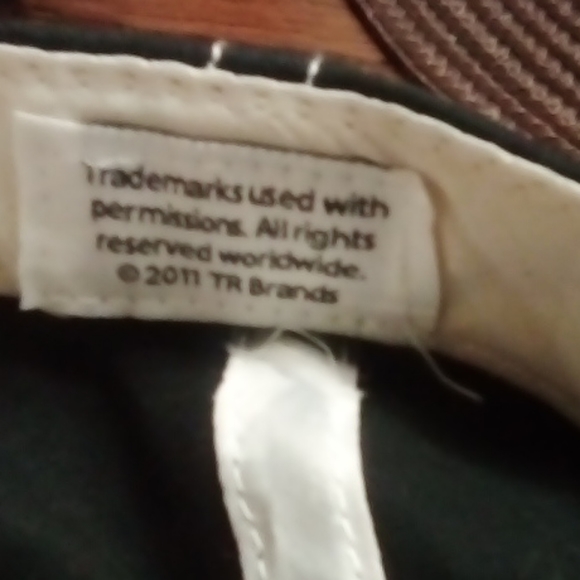 Trademarks used with
permissions. All rights
reserved worldwide.
© 2011 TR Brands